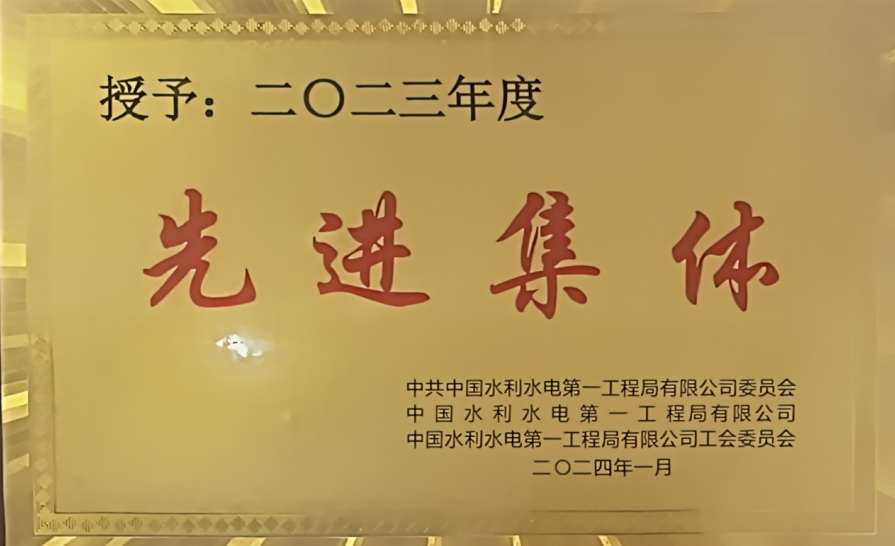 授予：二〇二三年度
先进集体
中共中国水利水电第一工程局有限公司委员会
中国水利水电第一工程局有限公司
中国水利水电第一工程局有限公司工会委员会
二〇二四年一月